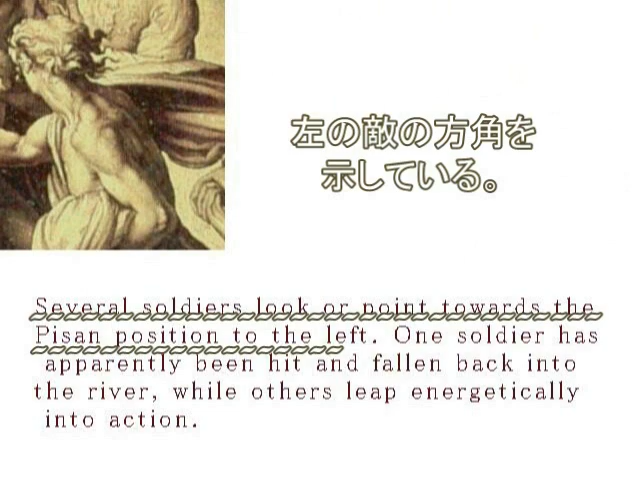 左の敵の方角を
示している。
Several soldiers look or point towards the
Pisan position to the left. One soldier has
apparently been hit and fallen back into
the river, while others leap energetically
into action.